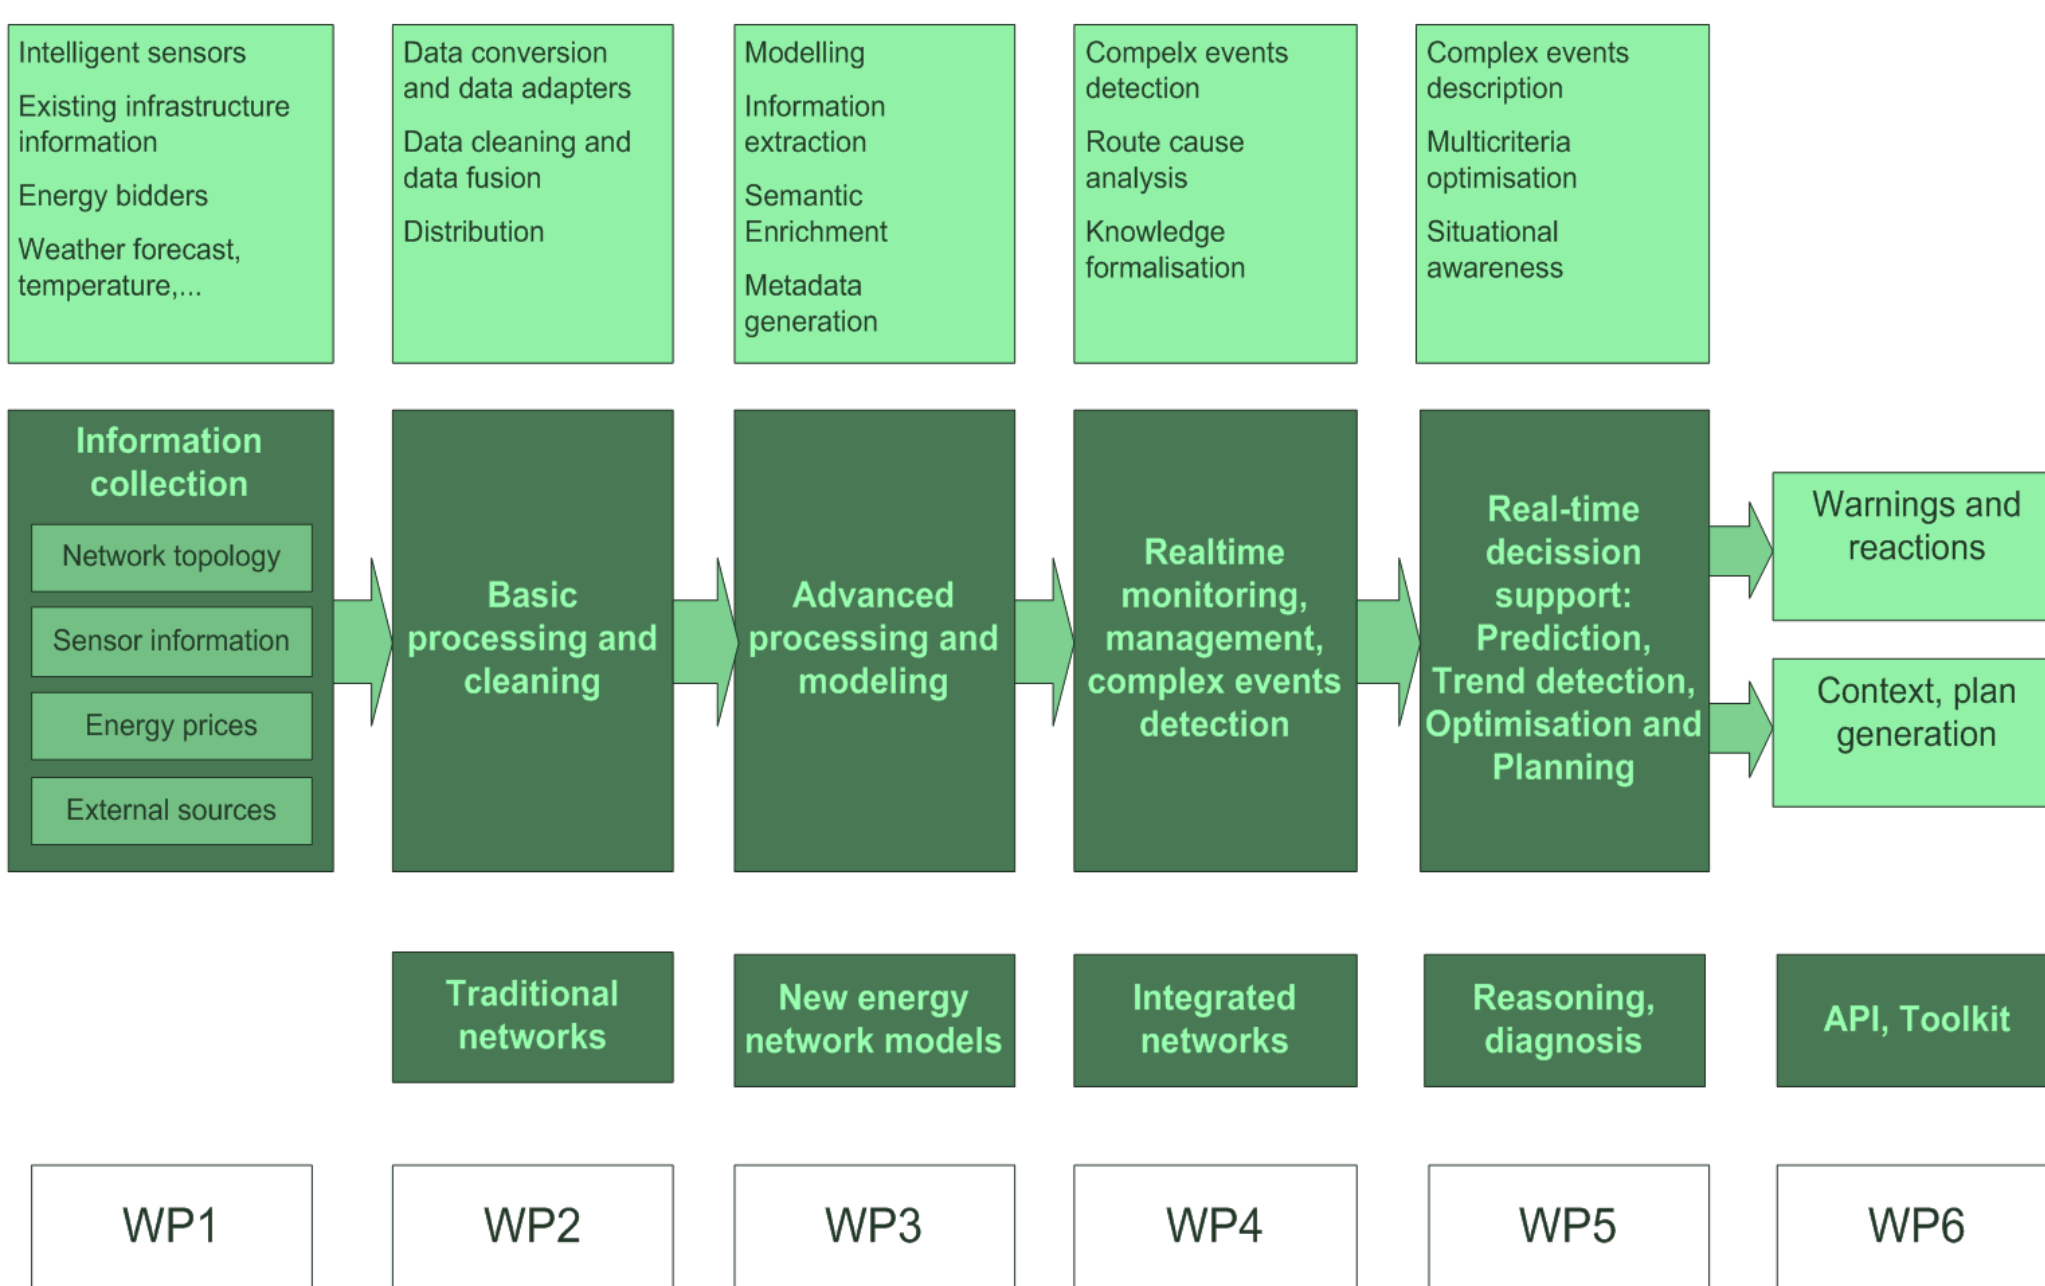 Intelligent sensors
Existing infrastructure
information
Energy bidders
Weather forecast,
temperature,...
Data conversion
and data adapters
Data cleaning and
data fusion
Distribution
Modelling
Information
extraction
Semantic
Enrichment
Metadata
generation
Compelx events
detection
Route cause
analysis
Knowledge
formalisation
Complex events
description
Multicriteria
optimisation
Situational
awareness
Information
collection
Network topology
Sensor information
Energy prices
External sources
Basic
processing and
cleaning
Advanced
processing and
modeling
Realtime
monitoring,
management,
complex events
detection
Real-time
decission
support:
Prediction,
Trend detection,
Optimisation and
Planning
Warnings and
reactions
Context, plan
generation
Traditional
networks
New energy
network models
Integrated
networks
Reasoning,
diagnosis
API, Toolkit
WP1
WP2
WP3
WP4
WP5
WP6